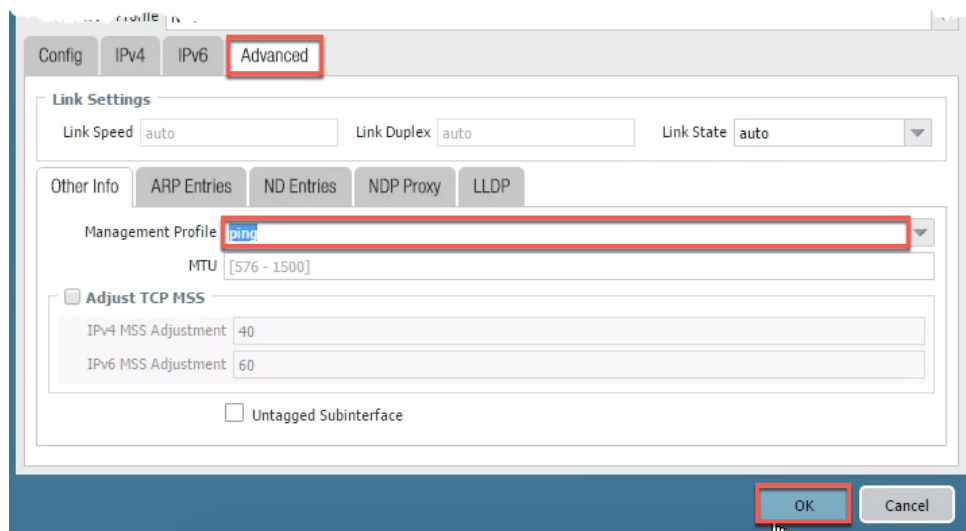 Profile
Config IPv4 IPv6 Advanced
Link Settings
Link Speed auto Link Duplex auto Link State auto
Other Info ARP Entries ND Entries NDP Proxy LLDP
Management Profile ping
MTU [576 - 1500]
Adjust TCP MSS
IPv4 MSS Adjustment 40
IPv6 MSS Adjustment 60
Untagged Subinterface
OK Cancel